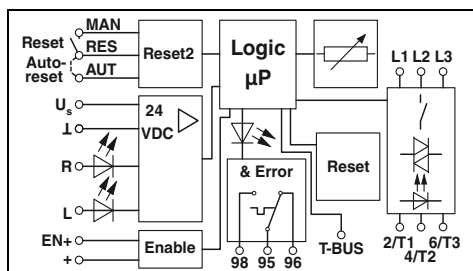 MAN
Reset
RES
Auto-
reset
AUT
Reset2
Logic
µP
L1 L2 L3
Us
⊥
24
VDC
R
L
& Error
Reset
EN+
+
Enable
98 95 96
T-BUS
2/T1 6/T3
4/T2